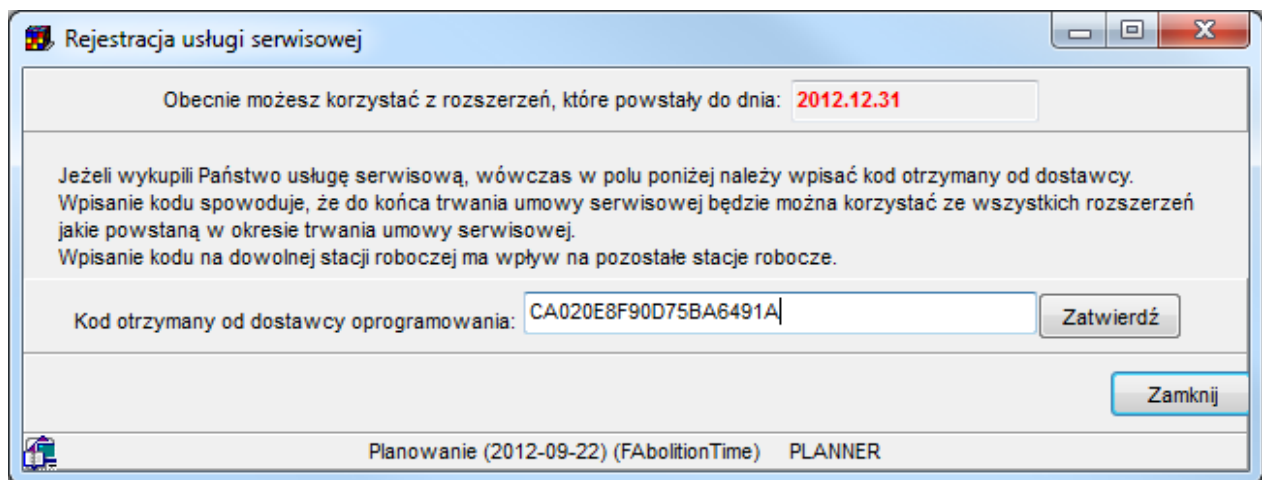 Rejestracja usługi serwisowej
Obecnie możesz korzystać z rozszerzeń, które powstały do dnia: 2012.12.31
Jeżeli wykupili Państwo usługę serwisową, wówczas w polu poniżej należy wpisać kod otrzymany od dostawcy.
Wpisanie kodu spowoduje, że do końca trwania umowy serwisowej będzie można korzystać ze wszystkich rozszerzeń
jakie powstaną w okresie trwania umowy serwisowej.
Wpisanie kodu na dowolnej stacji roboczej ma wpływ na pozostałe stacje robocze.
Kod otrzymany od dostawcy oprogramowania: CA020E8F90D75BA6491A Zatwierdź
Zamknij
Planowanie (2012-09-22) (FAbolitionTime) PLANNER